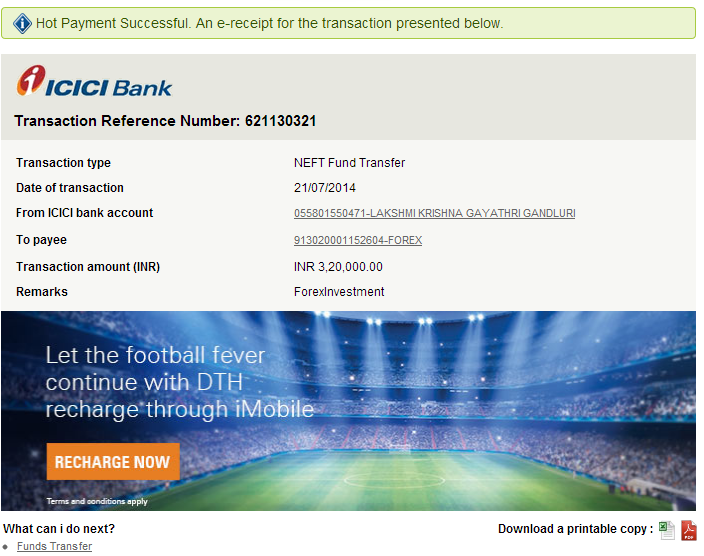 Hot Payment Successful. An e-receipt for the transaction presented below.
ICICI Bank
Transaction Reference Number: 621130321
Transaction type NEFT Fund Transfer
Date of transaction 21/07/2014
From ICICI bank account 055801550471-LAKSHMI KRISHNA GAYATHRI GANDLURI
To payee 913020001152604-FOREX
Transaction amount (INR) INR 3,20,000.00
Remarks ForexInvestment
Let the football fever
continue with DTH
recharge through iMobile
RECHARGE NOW
Terms and conditions apply
What can i do next? Download a printable copy :
Funds Transfer